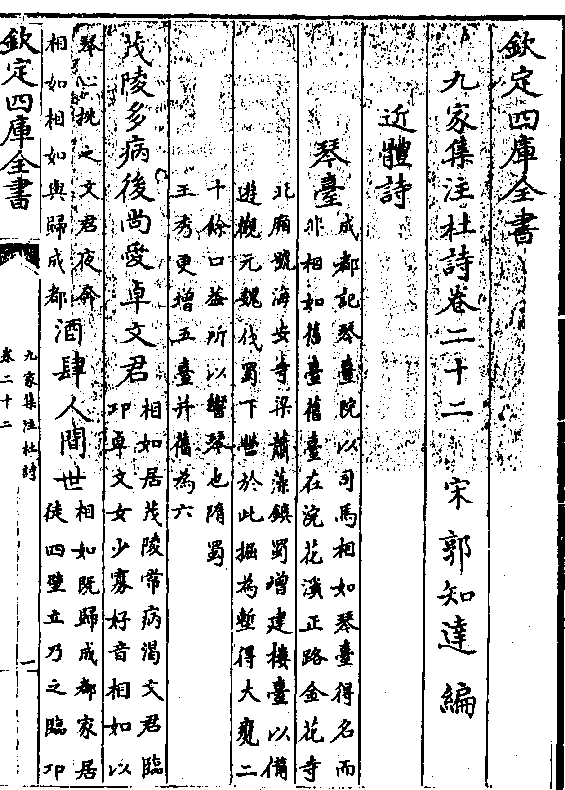 欽定四庫全書
九家集注杜詩卷二十二　宋　郭知達　編
近體詩
琴臺
成都記琴臺院以司馬相如琴臺得名而
非相如舊臺舊臺在浣花溪正路金花寺
北廂號海安寺梁蕭藻鎮蜀增建樓臺以備
遊觀元魏伐蜀下營於此掘為塹得大甕二
十餘口蓋所以響琴也隋蜀
王秀更增五臺并舊為六
茂陵多病後尚愛卓文君
相如居茂陵常病渴文君臨
邛卓文女少寡好音相如以
琴心挑之文君夜奔
相如相如與歸成都
酒肆人間世
相如既歸成都家居
徒四壁立乃之臨邛
欽定四庫全書
九家集注杜詩
卷二十二
一